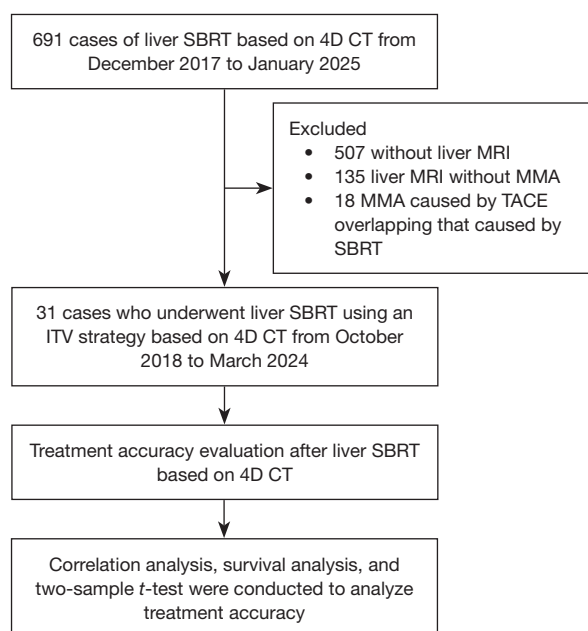 691 cases of liver SBRT based on 4D CT from
December 2017 to January 2025
Excluded
• 507 without liver MRI
• 135 liver MRI without MMA
• 18 MMA caused by TACE
overlapping that caused by
SBRT
31 cases who underwent liver SBRT using an
ITV strategy based on 4D CT from October
2018 to March 2024
Treatment accuracy evaluation after liver SBRT
based on 4D CT
Correlation analysis, survival analysis, and
two-sample t-test were conducted to analyze
treatment accuracy